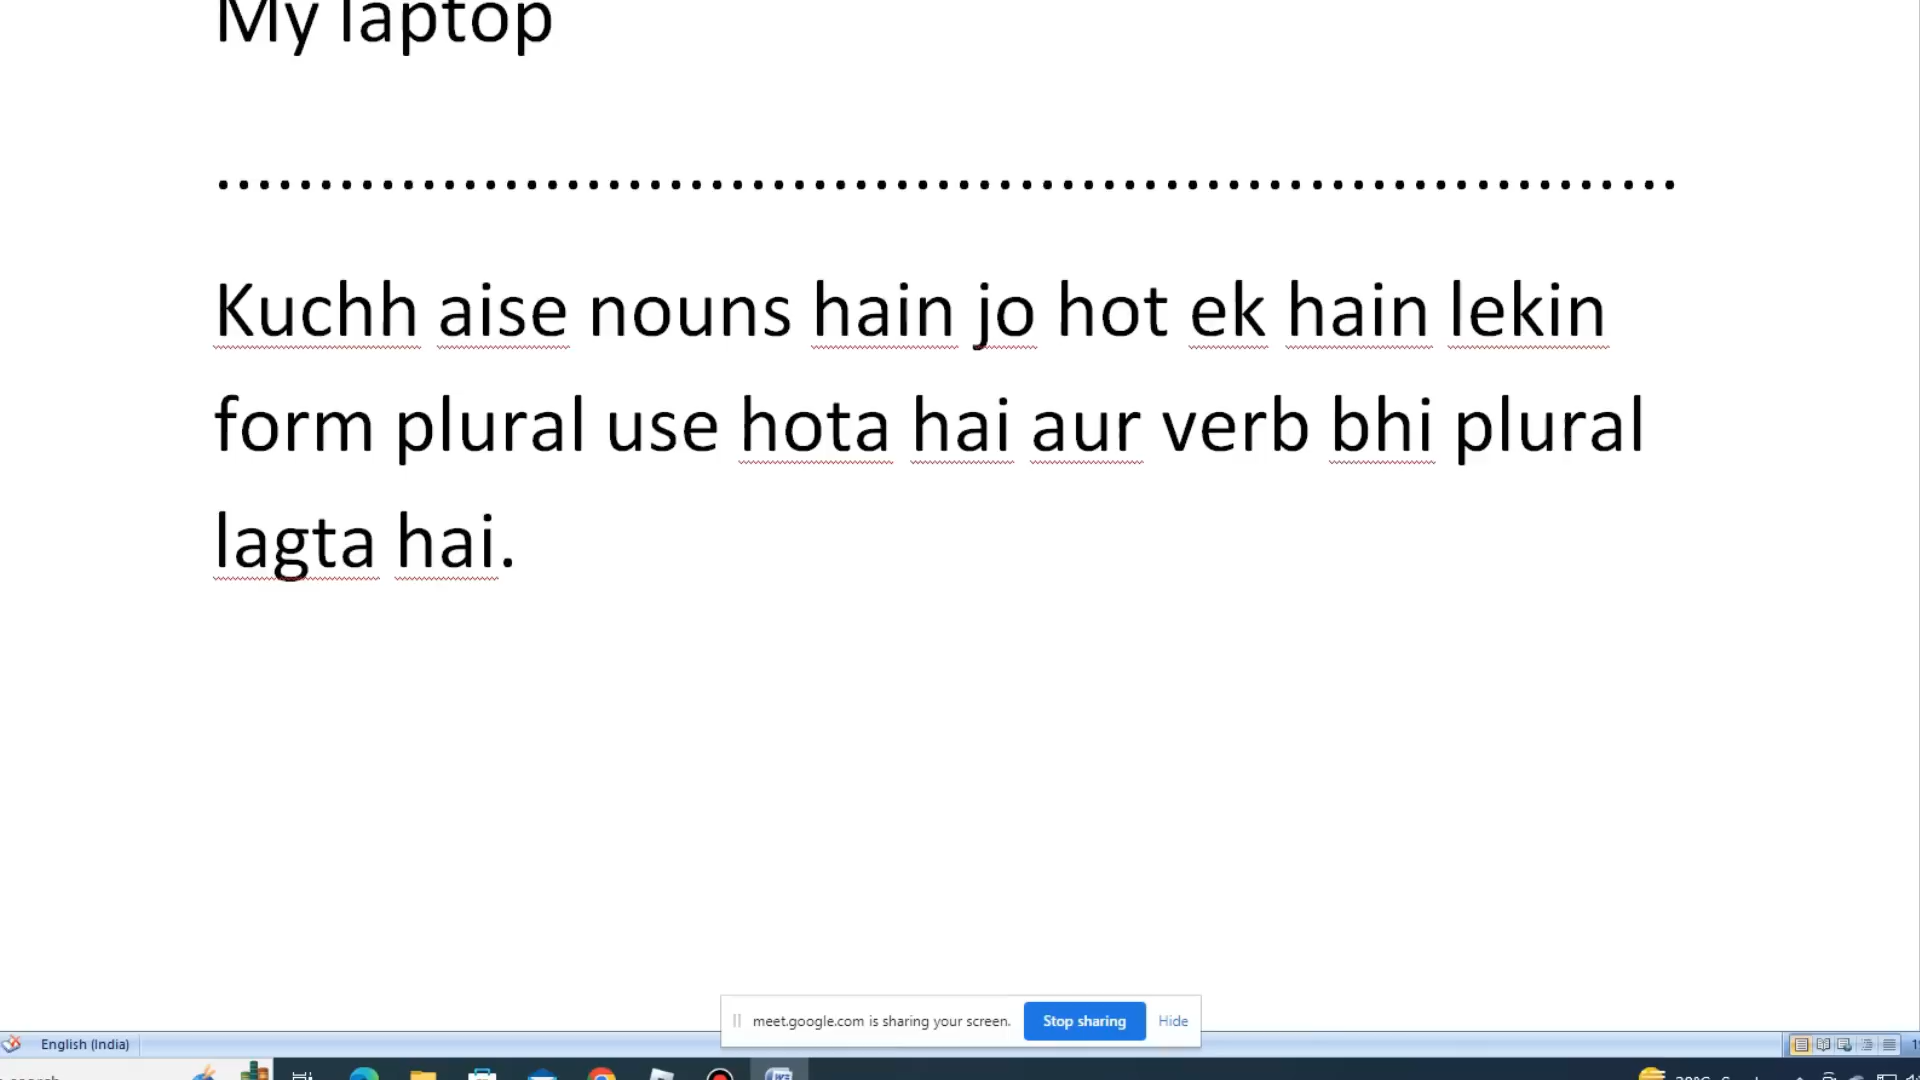 My laptop
......................................................................
Kuchh aise nouns hain jo hot ek hain lekin
form plural use hota hai aur verb bhi plural
lagta hai.
meet.google.com is sharing your screen. Stop sharing Hide
English (India)